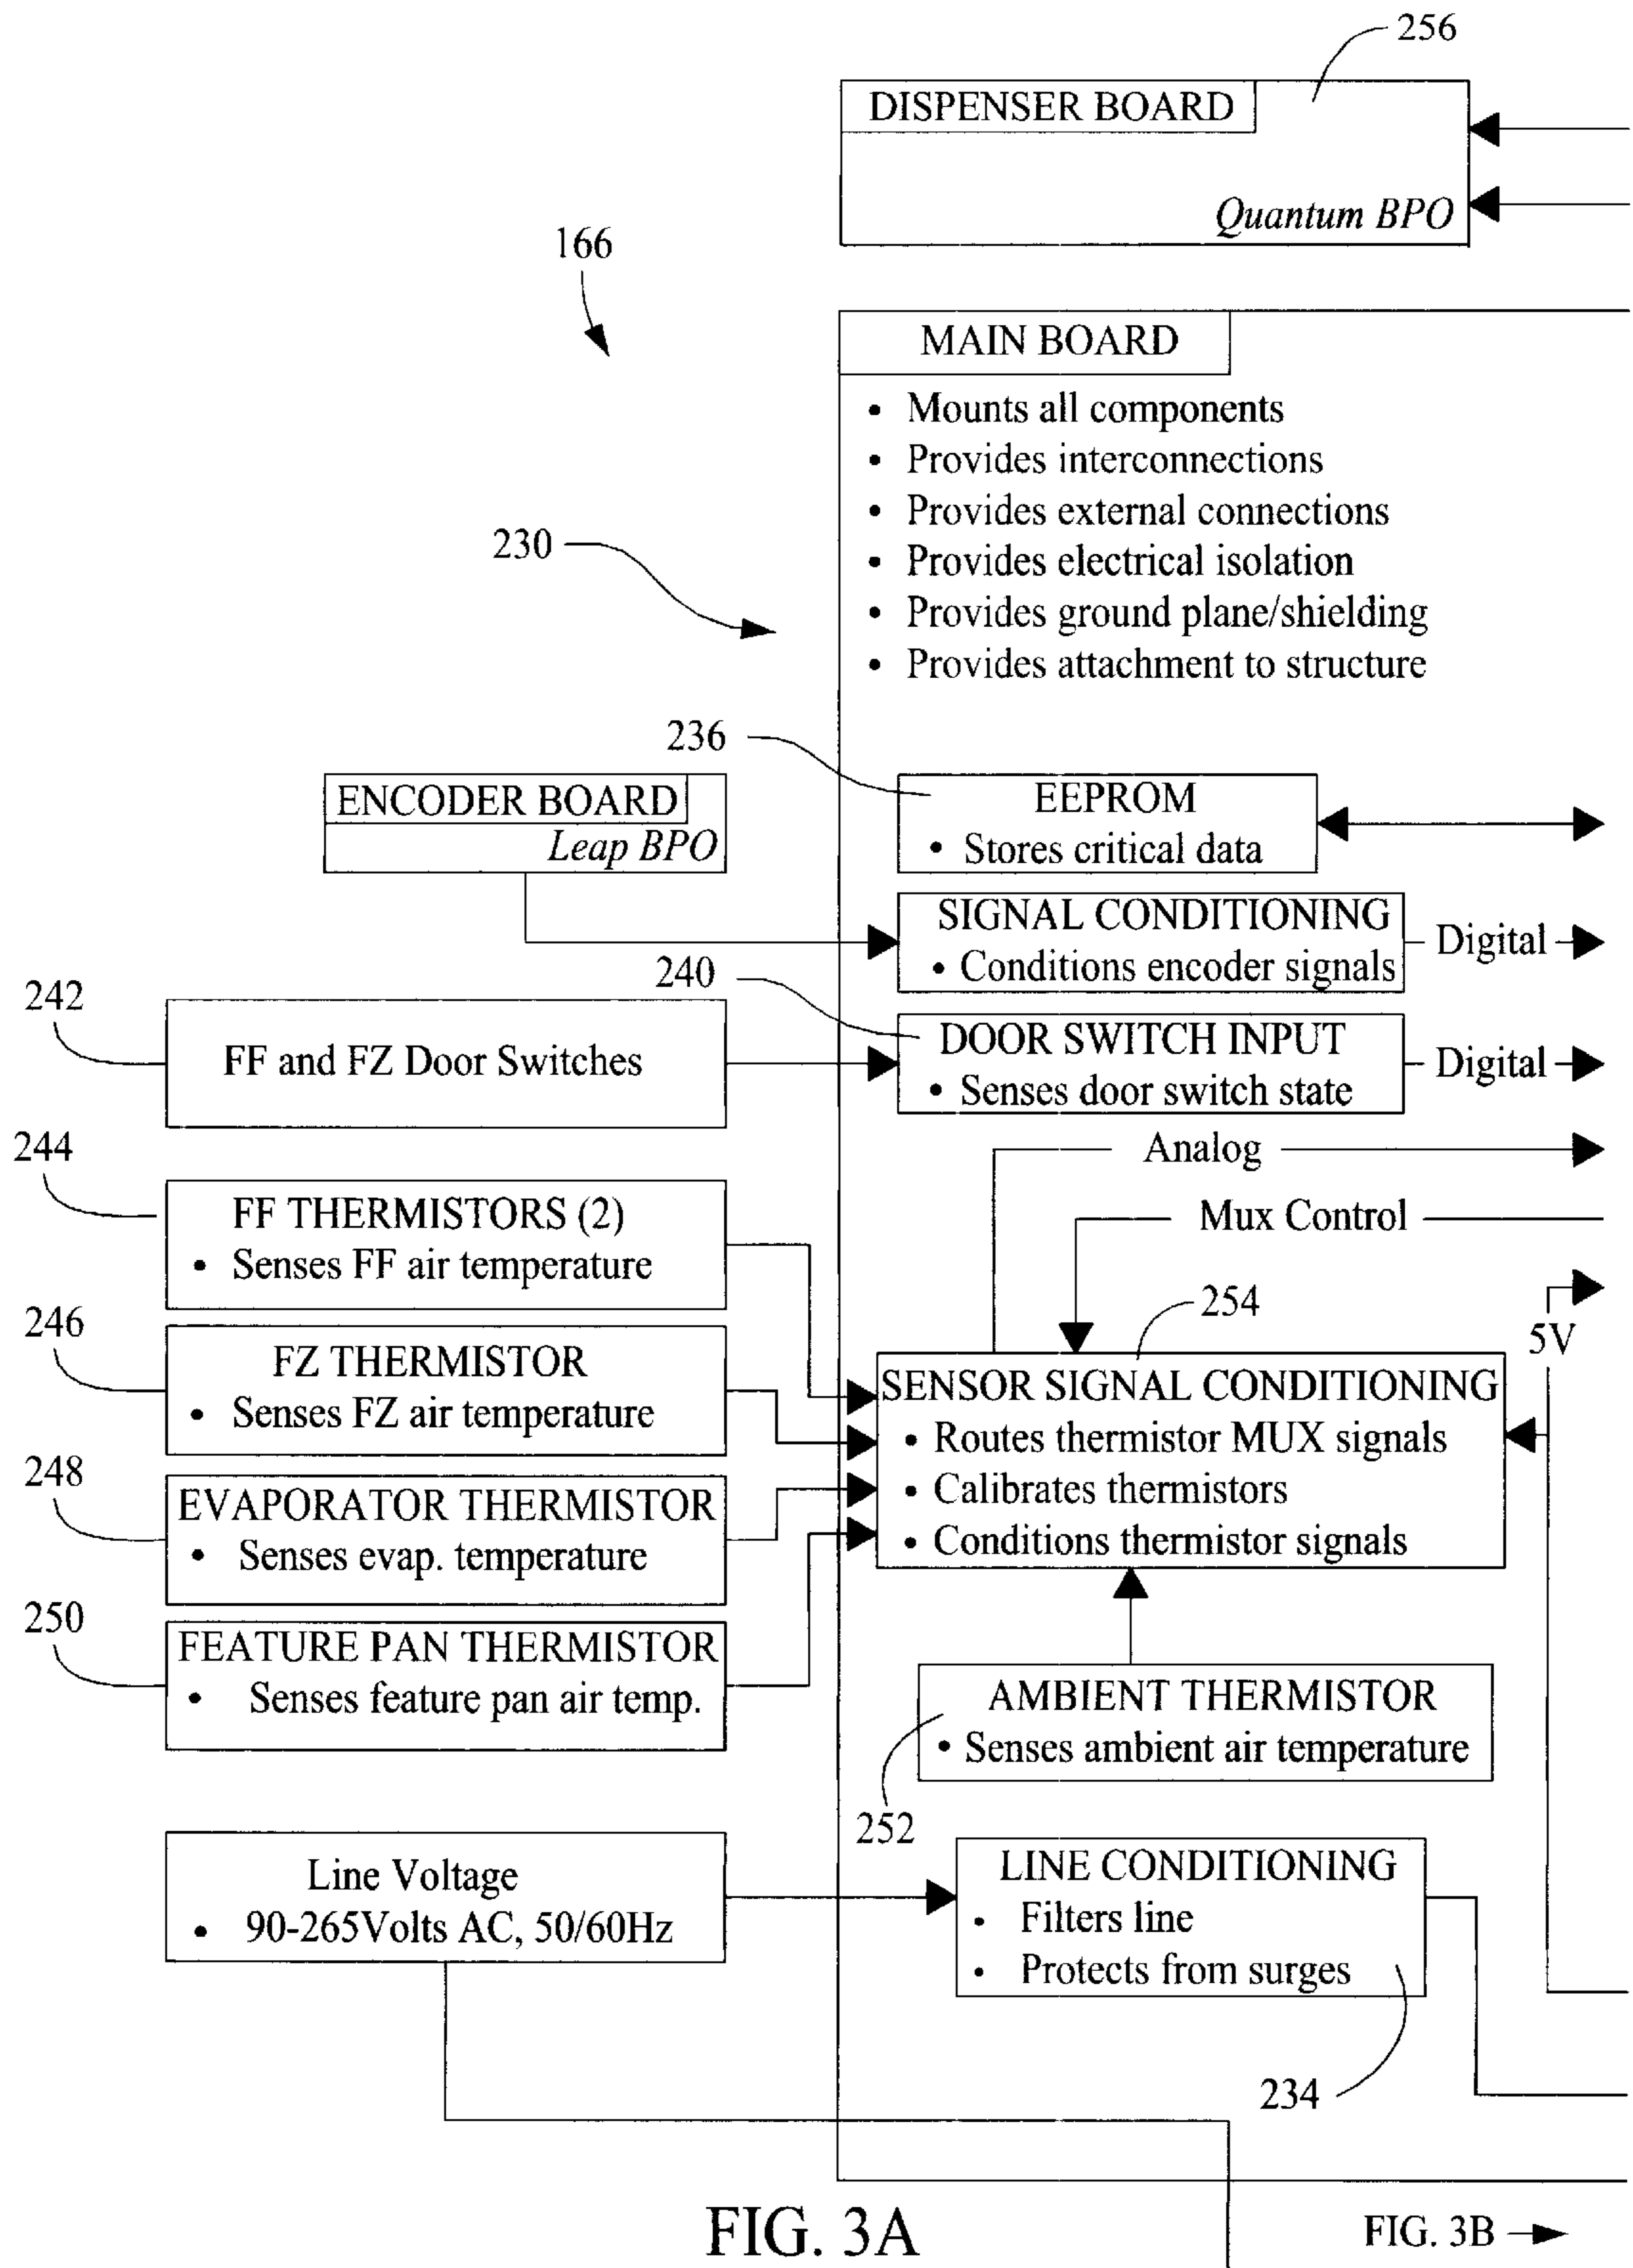 256
DISPENSER BOARD
Quantum BPO
166
MAIN BOARD
• Mounts all components
• Provides interconnections
• Provides external connections
230
• Provides electrical isolation
• Provides ground plane/shielding
• Provides attachment to structure
236
ENCODER BOARD
Leap BPO
EEPROM
• Stores critical data
SIGNAL CONDITIONING
• Conditions encoder signals
Digital
240
242
FF and FZ Door Switches
DOOR SWITCH INPUT
• Senses door switch state
Digital
Analog
Mux Control
244
FF THERMISTORS (2)
• Senses FF air temperature
254
5V
246
FZ THERMISTOR
• Senses FZ air temperature
SENSOR SIGNAL CONDITIONING
• Routes thermistor MUX signals
• Calibrates thermistors
• Conditions thermistor signals
248
EVAPORATOR THERMISTOR
• Senses evap. temperature
250
FEATURE PAN THERMISTOR
• Senses feature pan air temp.
AMBIENT THERMISTOR
• Senses ambient air temperature
252
Line Voltage
• 90-265Volts AC, 50/60Hz
LINE CONDITIONING
• Filters line
• Protects from surges
234
FIG. 3A
FIG. 3B